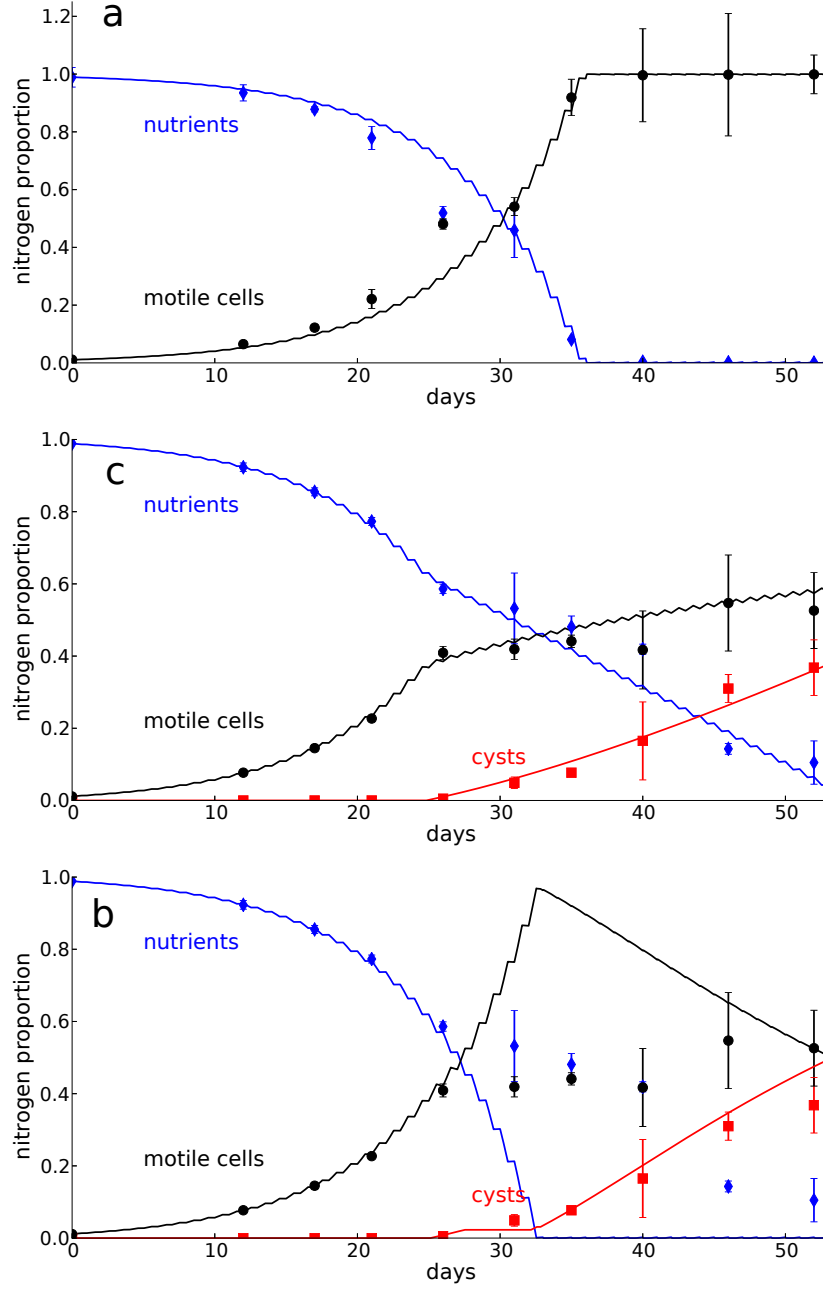 a
1.2
1.0
0.8
0.6
0.4
0.2
0.0
nitrogen proportion
nutrients
motile cells
0 10 20 30 40 50
days
c
1.0
0.8
0.6
0.4
0.2
0.0
nitrogen proportion
nutrients
motile cells
cysts
0 10 20 30 40 50
days
b
1.0
0.8
0.6
0.4
0.2
0.0
nitrogen proportion
nutrients
motile cells
cysts
0 10 20 30 40 50
days